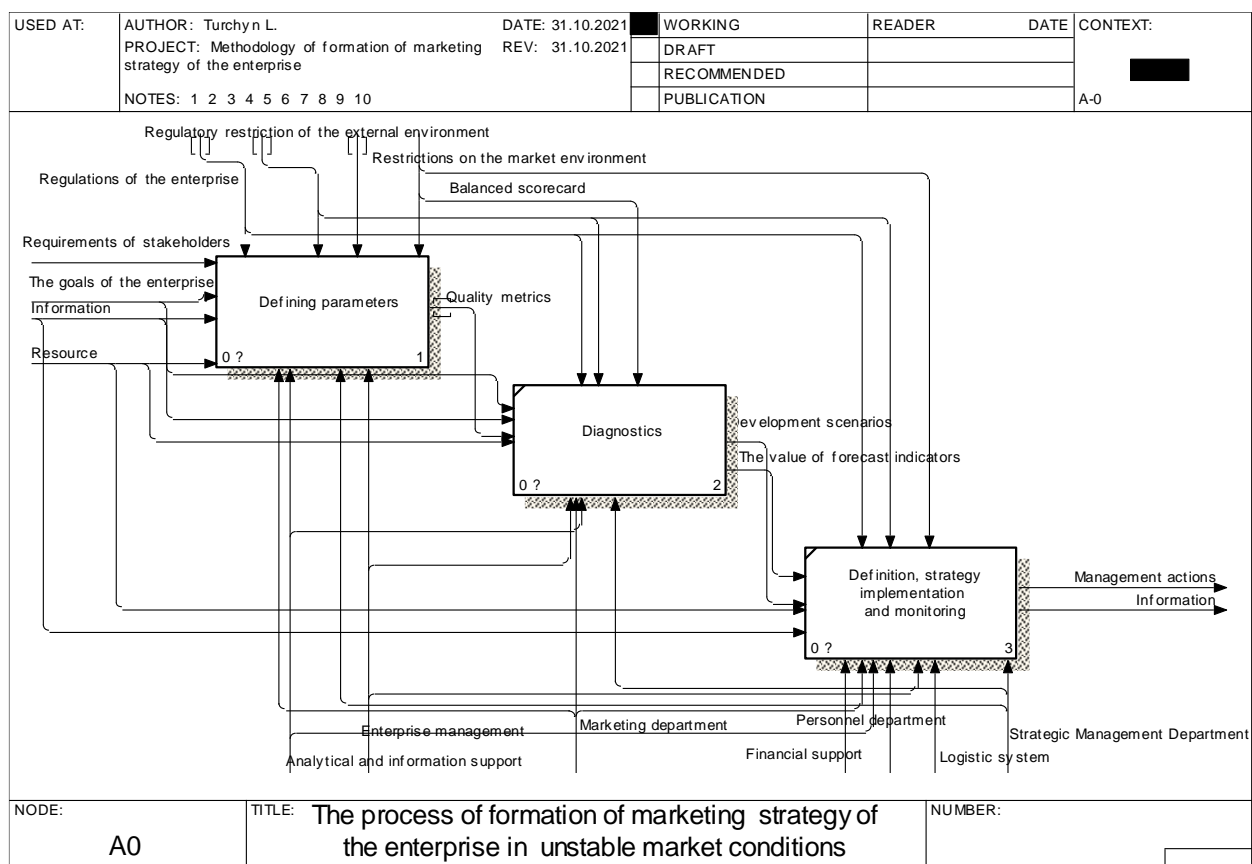 USED AT:
AUTHOR: Turchyn L.
DATE: 31.10.2021
PROJECT: Methodology of formation of marketing
strategy of the enterprise
REV: 31.10.2021
NOTES: 1 2 3 4 5 6 7 8 9 10
WORKING
DRAFT
RECOMMENDED
PUBLICATION
READER
DATE
CONTEXT:
A-0
Regulatory restriction of the external environment
Restrictions on the market environment
Regulations of the enterprise
Balanced scorecard
Requirements of stakeholders
The goals of the enterprise
Information
Resource
Defining parameters
0 ?
1
Quality metrics
Diagnostics
0 ?
2
evelopment scenarios
The value of forecast indicators
Definition, strategy
implementation
and monitoring
0 ?
3
Management actions
Information
Enterprise management
Marketing department
Personnel department
Strategic Management Department
Analytical and information support
Financial support
Logistic system
NODE:
A0
TITLE:
The process of formation of marketing strategy of
the enterprise in unstable market conditions
NUMBER: